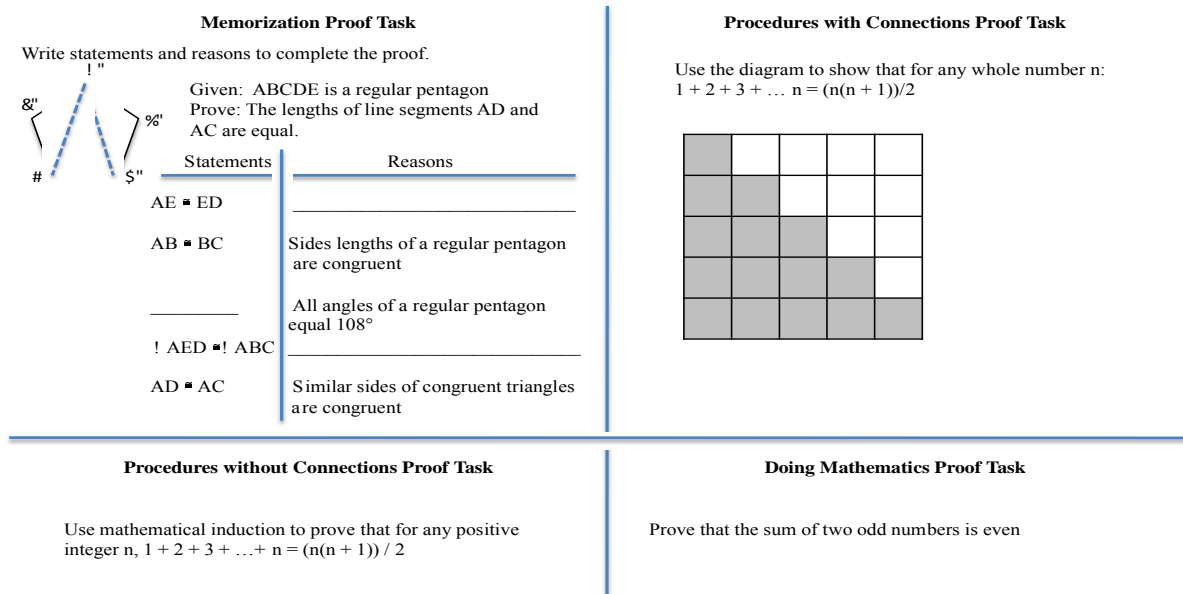 Memorization Proof Task
Write statements and reasons to complete the proof.
! "
&"
%"
#
$"
Given: ABCDE is a regular pentagon
Prove: The lengths of line segments AD and
AC are equal.
Statements Reasons
AE ≅ ED ______________________________
AB ≅ BC Sides lengths of a regular pentagon
are congruent
_________ All angles of a regular pentagon
equal 108°
! AED ≅! ABC _______________________________
AD ≅ AC Similar sides of congruent triangles
are congruent
Procedures with Connections Proof Task
Use the diagram to show that for any whole number n:
1 + 2 + 3 + … n = (n(n + 1))/2
Procedures without Connections Proof Task
Use mathematical induction to prove that for any positive
integer n, 1 + 2 + 3 + …+ n = (n(n + 1)) / 2
Doing Mathematics Proof Task
Prove that the sum of two odd numbers is even